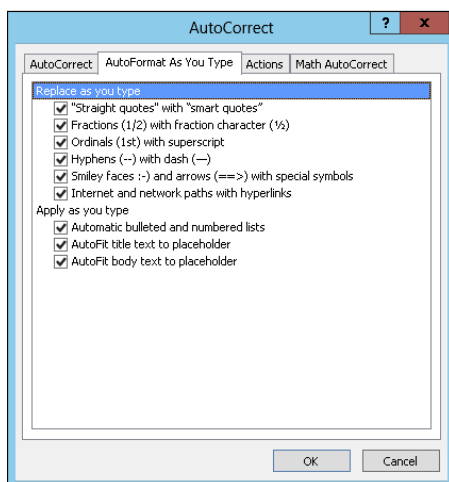 AutoCorrect
? x
AutoCorrect AutoFormat As You Type Actions Math AutoCorrect
Replace as you type
"Straight quotes" with “smart quotes”
Fractions (1/2) with fraction character (½)
Ordinals (1st) with superscript
Hyphens (--) with dash (—)
Smiley faces :-) and arrows (==>) with special symbols
Internet and network paths with hyperlinks
Apply as you type
Automatic bulleted and numbered lists
AutoFit title text to placeholder
AutoFit body text to placeholder
OK Cancel